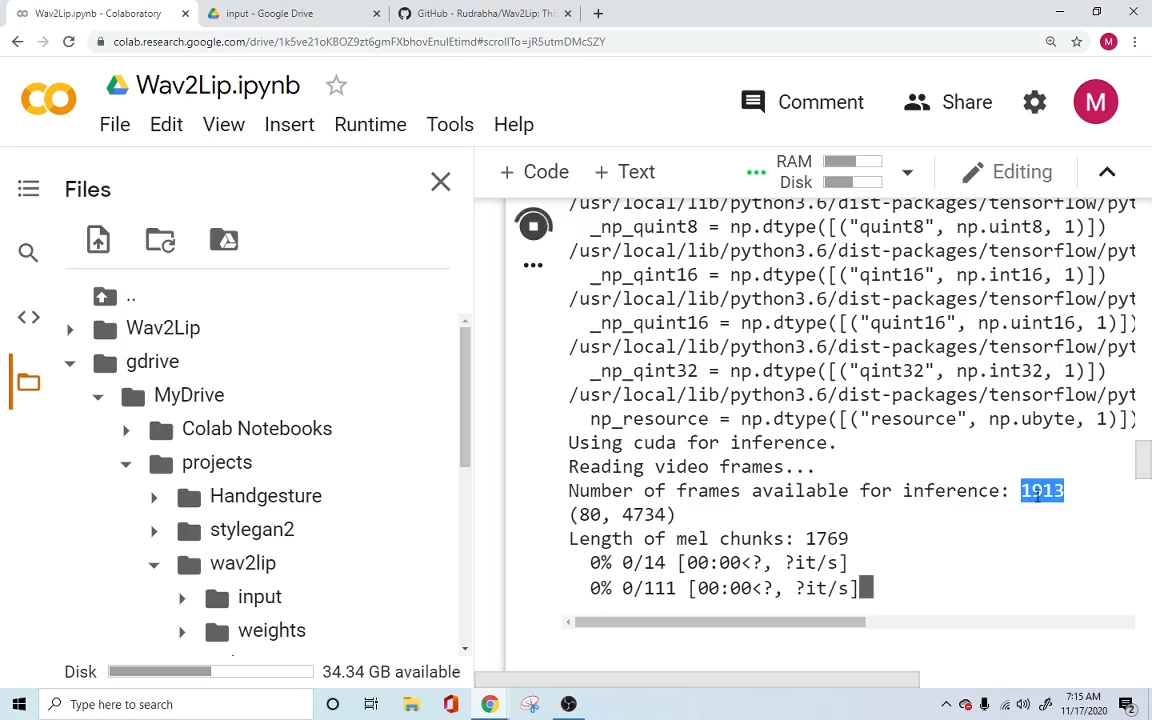 Wav2Lip.ipynb - Colaboratory
input - Google Drive
GitHub - Rudrabha/Wav2Lip: Thi
colab.research.google.com/drive/1k5ve21oKBOZ9zt6gmFXbhovEnuIEtimd#scrollTo=jR5utmDMcSZY
M
Wav2Lip.ipynb
File Edit View Insert Runtime Tools Help
Comment
Share
M
Files
+ Code + Text
RAM
Disk
Editing
..
Wav2Lip
gdrive
MyDrive
Colab Notebooks
projects
Handgesture
stylegan2
wav2lip
input
weights
Disk
34.34 GB available
/usr/local/lib/python3.6/dist-packages/tensorflow/pyt
_np_quint8 = np.dtype([("quint8", np.uint8, 1)])
/usr/local/lib/python3.6/dist-packages/tensorflow/pyt
_np_qint16 = np.dtype([("qint16", np.int16, 1)])
/usr/local/lib/python3.6/dist-packages/tensorflow/pyt
_np_quint16 = np.dtype([("quint16", np.uint16, 1)])
/usr/local/lib/python3.6/dist-packages/tensorflow/pyt
_np_qint32 = np.dtype([("qint32", np.int32, 1)])
/usr/local/lib/python3.6/dist-packages/tensorflow/pyt
np_resource = np.dtype([("resource", np.ubyte, 1)])
Using cuda for inference.
Reading video frames...
Number of frames available for inference: 1913
(80, 4734)
Length of mel chunks: 1769
0% 0/14 [00:00<?, ?it/s]
0% 0/111 [00:00<?, ?it/s]
Type here to search
7:15 AM
11/17/2020
2